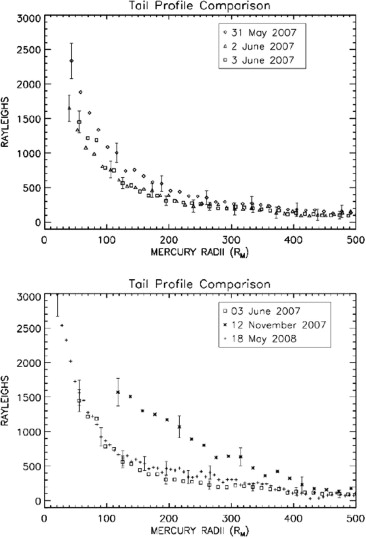 Tail Profile Comparison
3000
2500
2000
1500
1000
500
0
RAYLEIGHS
31 May 2007
2 June 2007
3 June 2007
0 100 200 300 400 500
MERCURY RADII (RM)
Tail Profile Comparison
3000
2500
2000
1500
1000
500
0
RAYLEIGHS
03 June 2007
12 November 2007
18 May 2008
0 100 200 300 400 500
MERCURY RADII (RM)